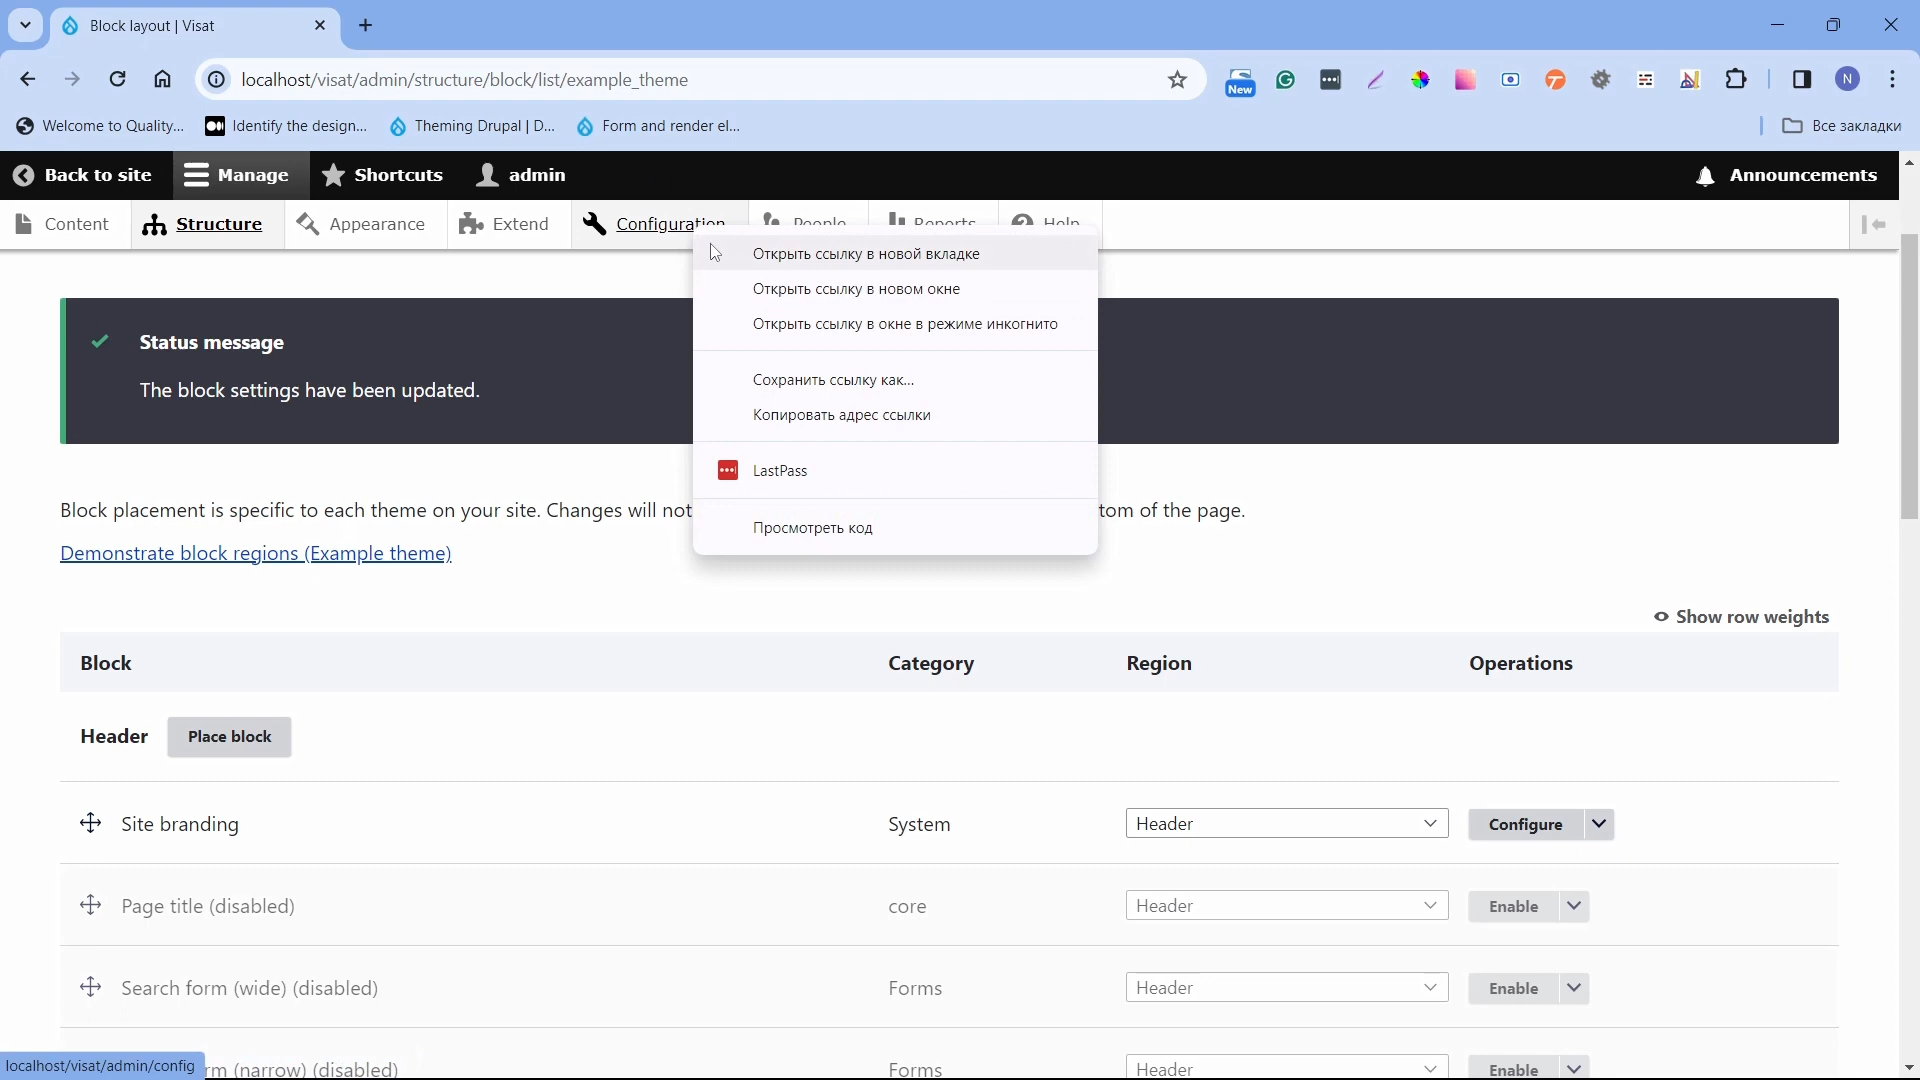 Block layout | Visat
localhost/visat/admin/structure/block/list/example_theme
New
N
Welcome to Quality...
Identify the design...
Theming Drupal | D...
Form and render el...
Все закладки
Back to site
Manage
Shortcuts
admin
Announcements
Content
Structure
Appearance
Extend
Configuration
People
Reports
Help
Открыть ссылку в новой вкладке
Открыть ссылку в новом окне
Открыть ссылку в окне в режиме инкогнито
Сохранить ссылку как...
Копировать адрес ссылки
LastPass
Просмотреть код
Status message
The block settings have been updated.
Block placement is specific to each theme on your site. Changes will not
tom of the page.
Demonstrate block regions (Example theme)
Show row weights
Block Category Region Operations
Header Place block
Site branding System Header Configure
Page title (disabled) core Header Enable
Search form (wide) (disabled) Forms Header Enable
rm (narrow) (disabled) Forms Header Enable
localhost/visat/admin/config